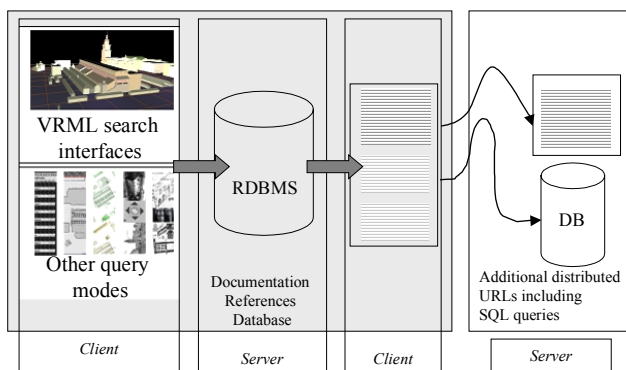 VRML search
interfaces
Other query
modes
Client
RDBMS
Documentation
References
Database
Server
Client
DB
Additional distributed
URLs including
SQL queries
Server